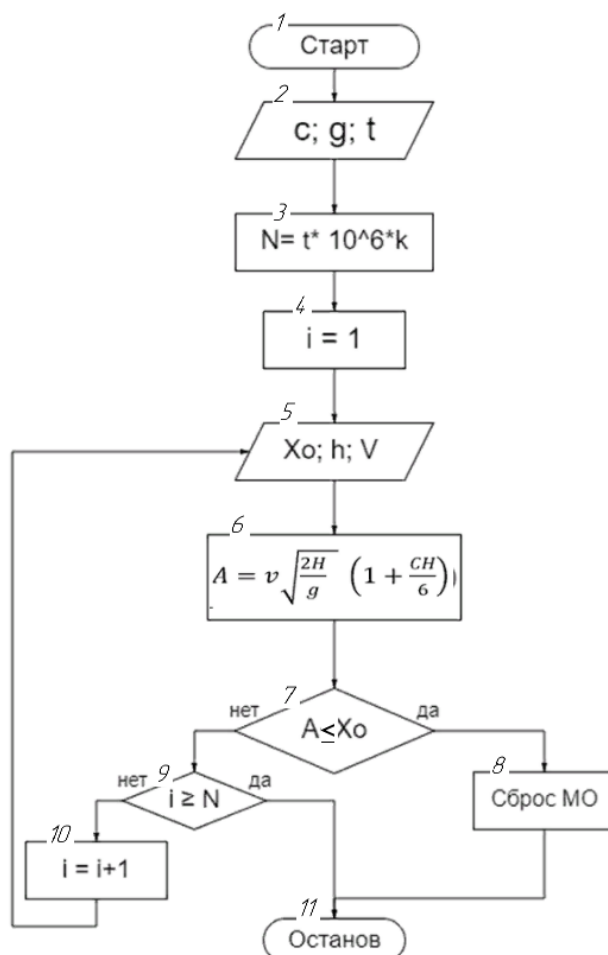 1
Старт
2
c; g; t
3
N= t* 10^6*k
4
i = 1
5
Xo; h; V
6
A = v√(2H/g) (1 + CH/6))
7
нет
A≤Xo
да
8
Сброс МО
9
нет
i ≥ N
да
10
i = i+1
11
Останов